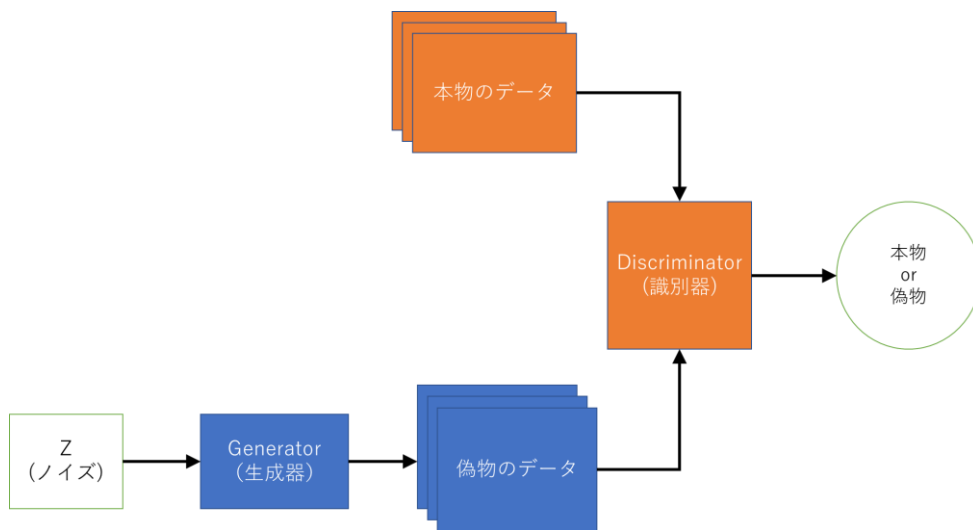 本物のデータ
Discriminator
(識別器)
本物
or
偽物
Z
(ノイズ)
Generator
(生成器)
偽物のデータ